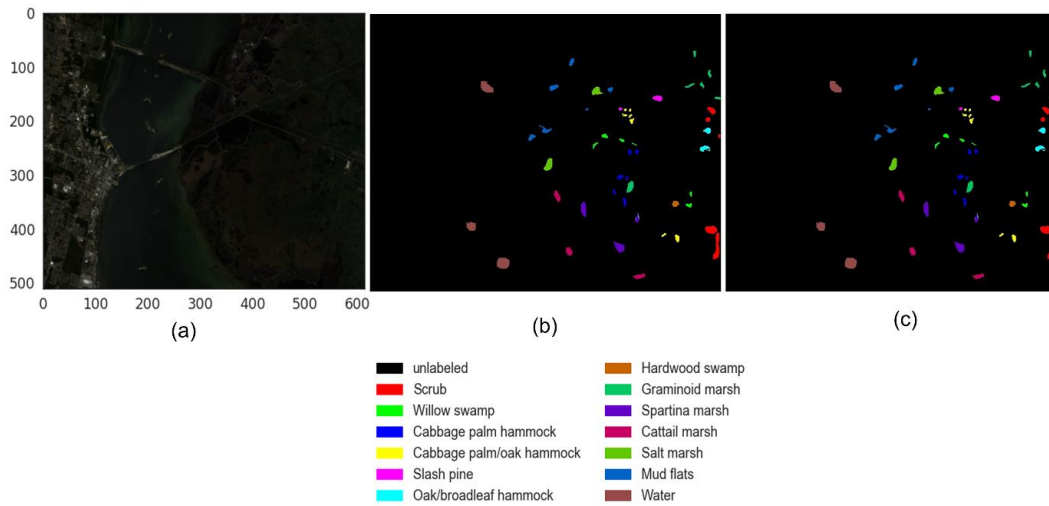 0
100
200
300
400
500
0 100 200 300 400 500 600
(a)
(b)
(c)
unlabeled
Scrub
Willow swamp
Cabbage palm hammock
Cabbage palm/oak hammock
Slash pine
Oak/broadleaf hammock
Hardwood swamp
Graminoid marsh
Spartina marsh
Cattail marsh
Salt marsh
Mud flats
Water